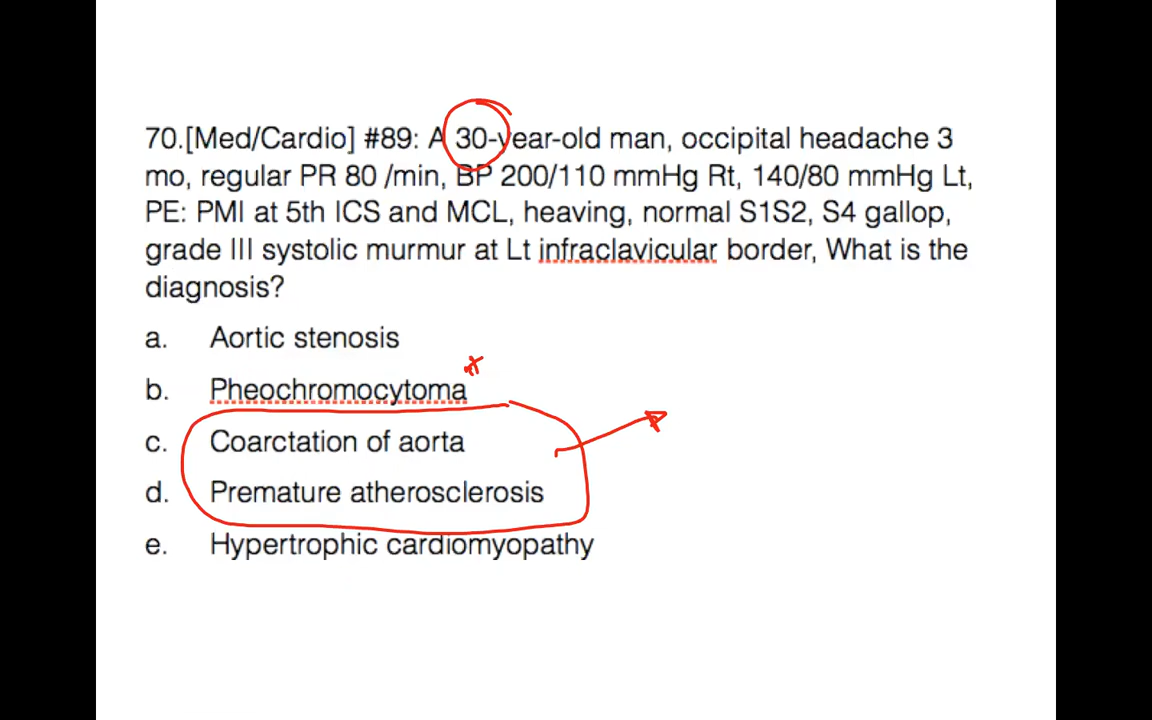 70.[Med/Cardio] #89: A 30-year-old man, occipital headache 3
mo, regular PR 80 /min, BP 200/110 mmHg Rt, 140/80 mmHg Lt,
PE: PMI at 5th ICS and MCL, heaving, normal S1S2, S4 gallop,
grade III systolic murmur at Lt infraclavicular border, What is the
diagnosis?
a. Aortic stenosis
b. Pheochromocytoma
c. Coarctation of aorta
d. Premature atherosclerosis
e. Hypertrophic cardiomyopathy